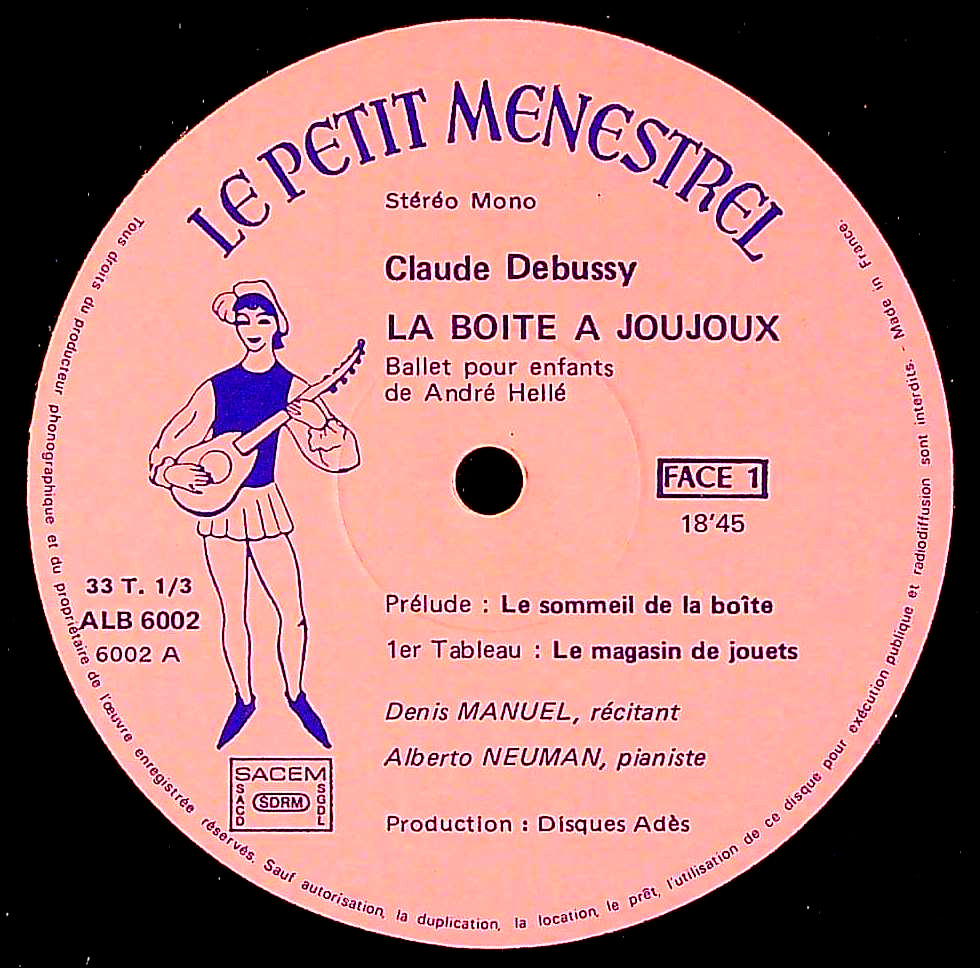 LE PETIT MENESTREL
Stéréo Mono
Claude Debussy
LA BOITE A JOUJOUX
Ballet pour enfants
de André Hellé
FACE 1
18'45
33 T. 1/3
ALB 6002
6002 A
Prélude : Le sommeil de la boîte
1er Tableau : Le magasin de jouets
Denis MANUEL, récitant
Alberto NEUMAN, pianiste
Production : Disques Adès
SACEM
SACD
SDRM
SGDL
Tous droits du producteur phonographique et du propriétaire de l'œuvre enregistrée réservés. Sauf autorisation, la duplication, la location, le prêt, l'utilisation de ce disque pour exécution publique et radiodiffusion sont interdits. - Made in France.